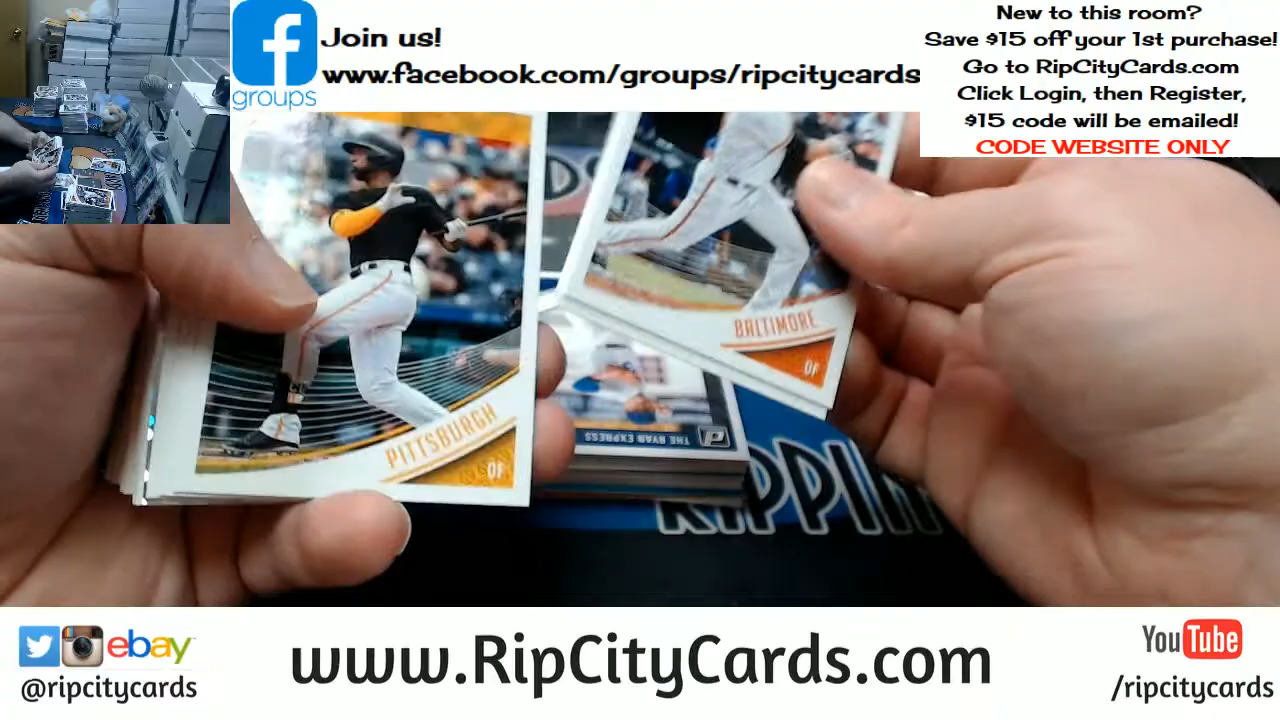 Join us!
www.facebook.com/groups/ripcitycards
groups
New to this room?
Save $15 off your 1st purchase!
Go to RipCityCards.com
Click Login, then Register,
$15 code will be emailed!
CODE WEBSITE ONLY
BALTIMORE
OF
PITTSBURGH
OF
THE RYAN EXPRESS
RIPPIN
ebay
@ripcitycards
www.RipCityCards.com
YouTube
/ripcitycards